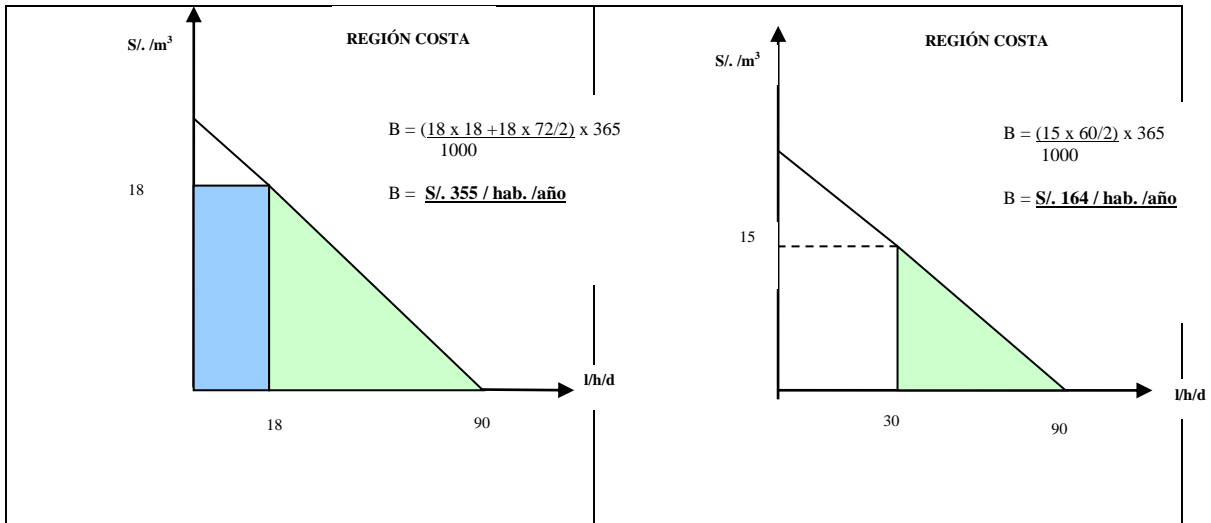 REGIÓN COSTA
S/. /m³
B = (18 x 18 +18 x 72/2) x 365
1000
B = S/. 355 / hab. /año
18
l/h/d
18
90
REGIÓN COSTA
S/. /m³
B = (15 x 60/2) x 365
1000
B = S/. 164 / hab. /año
15
l/h/d
30
90